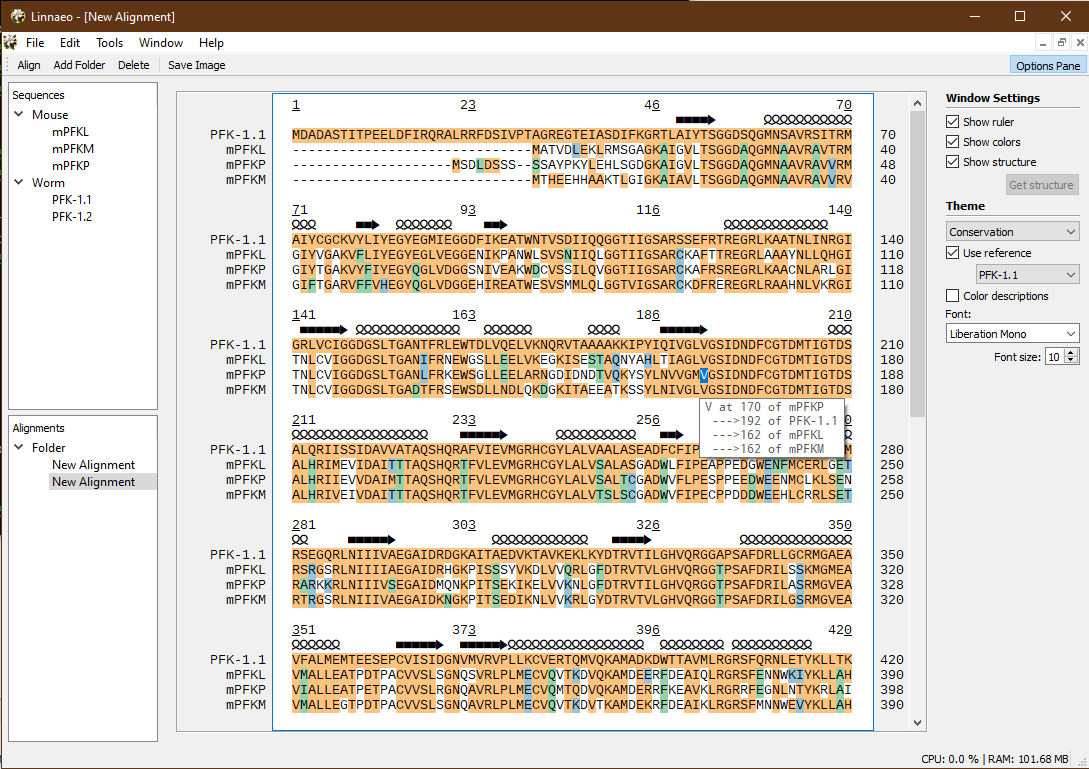 Linnaeo - [New Alignment]
File Edit Tools Window Help
Align Add Folder Delete Save Image Options Pane
Sequences
Mouse
mPFKL
mPFKM
mPFKP
Worm
PFK-1.1
PFK-1.2
Alignments
Folder
New Alignment
New Alignment
1 23 46 70
PFK-1.1 MDADASTITPEELDFIRQRALRRFDSIVPTAGREGTEIASDIFKGRTLAIYTSGGDSQGMNSAVRSITRM 70
mPFKL ------------------------------MATVDLEKLRMSGAGKAIGVLTSGGDAQGMNAAVRAVTRM 40
mPFKP --------------------MSDLDSS--SSAYPKYLEHLSGDGKAIGVLTSGGDAQGMNAAVRAVVRM 48
mPFKM ------------------------------MTHEEHHAAKTLGIGKAIAVLTSGGDAQGMNAAVRAVVRV 40
71 93 116 140
PFK-1.1 AIYCGCKVYLIYEGYEGMIEGGDFIKEATWNTVSDIIQQGGTIIGSARSSEFRTREGRLKAATNLINRGI 140
mPFKL GIYVGAKVFLIYEGYEGLVEGGENIKPANWLSVSNIIQLGGTIIGSARCKAFTTREGRLAAAYNLLQHGI 110
mPFKP GIYTGAKVYFIYEGYQGLVDGGSNIVEAKWDCVSSILQVGGTIIGSARCKAFRSREGRLKAACNLARLGI 118
mPFKM GIFTGARVFFVHEGYQGLVDGGEHIREATWESVSMMLQLGGTVIGSARCKDFREREGRLRAAHNLVKRGI 110
141 163 186 210
PFK-1.1 GRLVCIGGDGSLTGANTFRLEWTDLVQELVKNQRVTAAAAKKIPYIQIVGLVGSIDNDFCGTDMTIGTDS 210
mPFKL TNLCVIGGDGSLTGANIFRNEWGSLLEELVKEGKISESTAQNYAHLTIAGLVGSIDNDFCGTDMTIGTDS 180
mPFKP TNLCVIGGDGSLTGANLFRKEWSGLLEELARNGDIDNDTVQKYSYLNVVGMVGSIDNDFCGTDMTIGTDS 188
mPFKM TNLCVIGGDGSLTGADTFRSEWSDLLNDLQKDGKITAEEATKSSYLNIVGLVGSIDNDFCGTDMTIGTDS 180
V at 170 of mPFKP
--->192 of PFK-1.1
--->162 of mPFKL
--->162 of mPFKM
211 233 256
PFK-1.1 ALQRIISSIDAVVATAQSHQRAFVIEVMGRHCGYLALVAALASEADFCFIP 280
mPFKL ALHRIMEVIDAITTTAQSHQRTFVLEVMGRHCGYLALVSALASGADWLFIPEAPPEDGWENFMCERLGET 250
mPFKP ALHRIIEVVDAIMTTAQSHQRTFVLEVMGRHCGYLALVSALTCGADWVFLPESPPEEDWEENMCLKLSEN 258
mPFKM ALHRIVEIVDAITTTAQSHQRTFVLEVMGRHCGYLALVTSLSCGADWVFIPECPPDDDWEEHLCRRLSET 250
281 303 326 350
PFK-1.1 RSEGQRLNIIIVAEGAIDRDGKAITAEDVKTAVKEKLKYDTRVTILGHVQRGGAPSAFDRLLGCRMGAEA 350
mPFKL RSRGSRLNIIIIAEGAIDRHGKPISSSYVKDLVVQRLGFDTRVTVLGHVQRGGTPSAFDRILSSKMGMEA 320
mPFKP RARKKRLNIIIVSEGAIDMQNKPITSEKIKELVVKNLGFDTRVTILGHVQRGGTPSAFDRILASRMGVEA 328
mPFKM RTRGSRLNIIIVAEGAIDKNGKPITSEDIKNLVVKRLGYDTRVTVLGHVQRGGTPSAFDRILGSRMGVEA 320
351 373 396 420
PFK-1.1 VFALMEMTEESEPCVISIDGNVMVRVPLLKCVERTQMVQKAMADKDWTTAVMLRGRSFQRNLETYKLLTK 420
mPFKL VMALLEATPDTPACVVSLSGNQSVRLPLMECVQVTKDVQKAMDEERFDEAIQLRGRSFENNWKIYKLLAH 390
mPFKP VIALLEATPETPACVVSLRGNQAVRLPLMECVQMTQDVQKAMDERRFKEAVKLRGRRFEGNLNTYKRLAI 398
mPFKM VMALLEGTPDTPACVVSLSGNQAVRLPLMECVQVTKDVTKAMDEKRFDEAIKLRGRSFMNNWEVYKLLAH 390
Window Settings
Show ruler
Show colors
Show structure
Get structure
Theme
Conservation
Use reference
PFK-1.1
Color descriptions
Font:
Liberation Mono
Font size: 10
CPU: 0.0 % | RAM: 101.68 MB